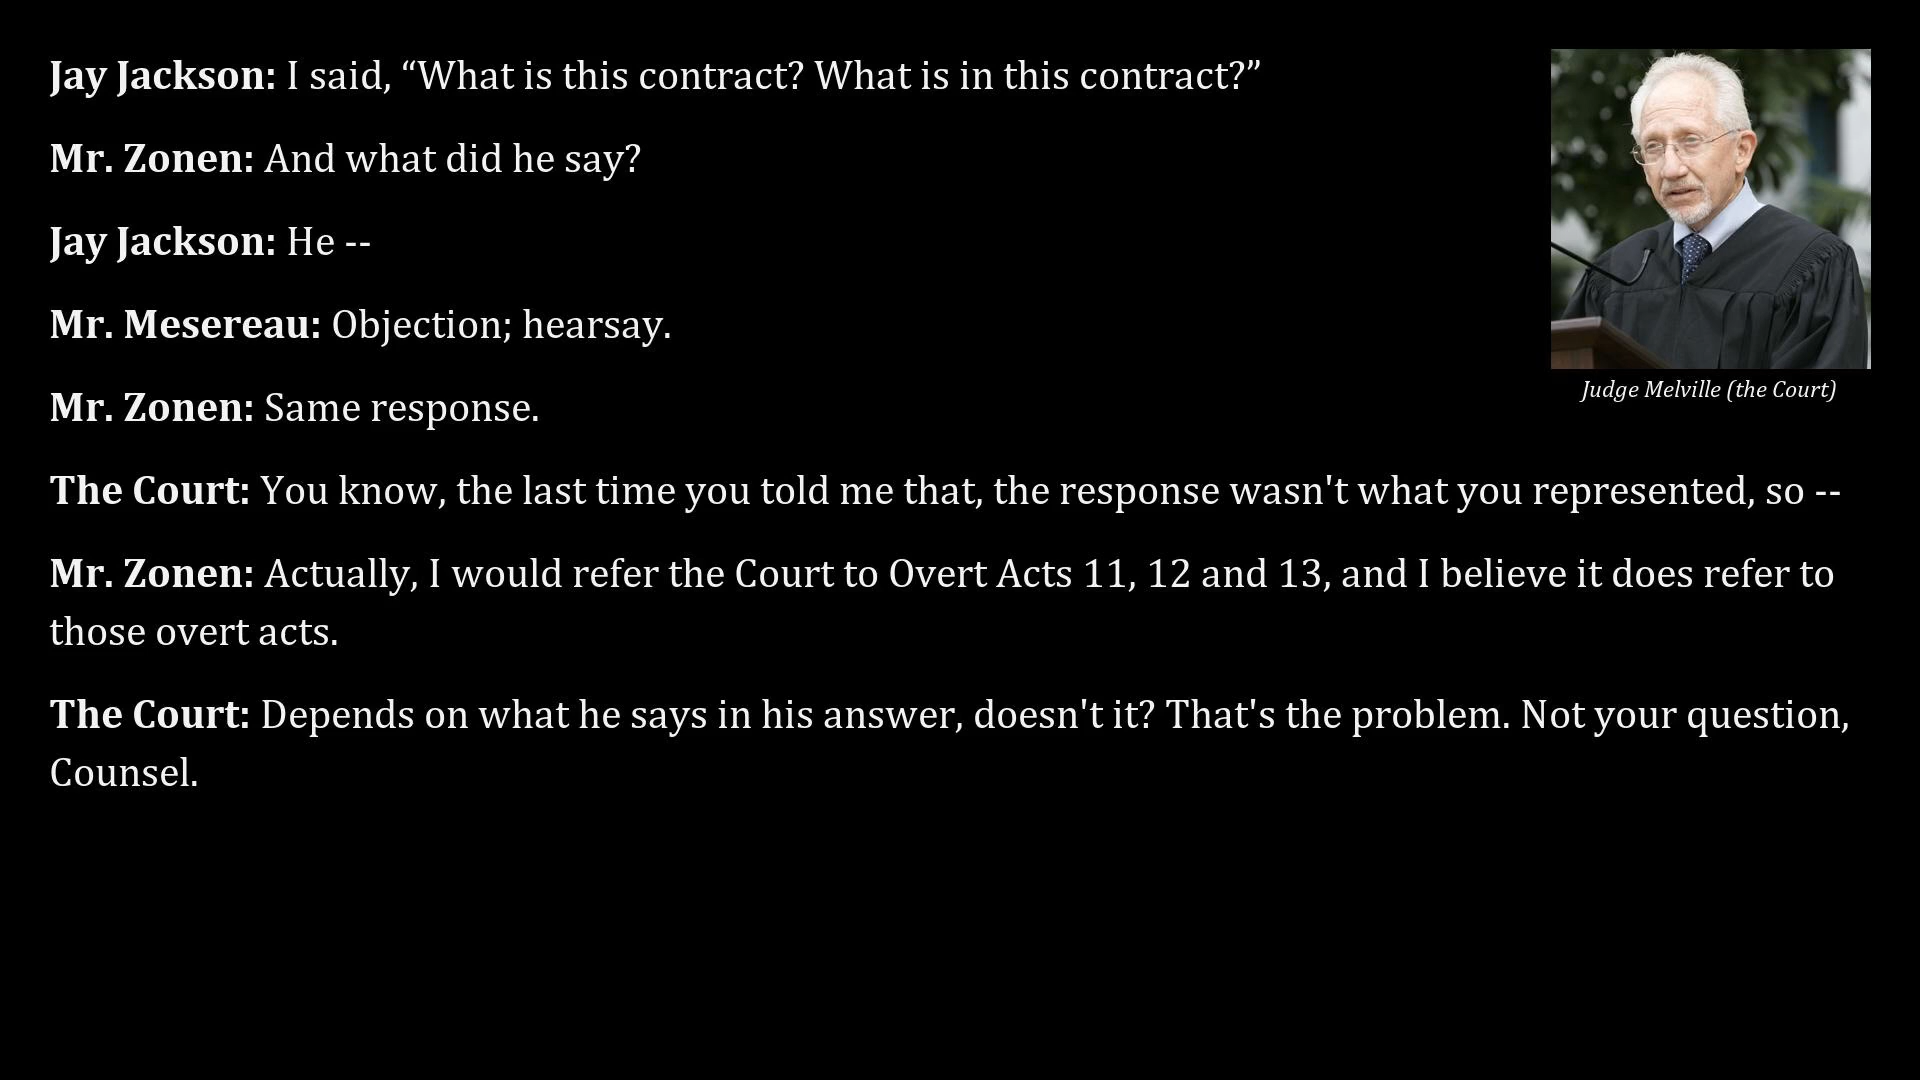 Jay Jackson: I said, “What is this contract? What is in this contract?”
Mr. Zonen: And what did he say?
Jay Jackson: He --
Mr. Mesereau: Objection; hearsay.
Mr. Zonen: Same response.
Judge Melville (the Court)
The Court: You know, the last time you told me that, the response wasn't what you represented, so --
Mr. Zonen: Actually, I would refer the Court to Overt Acts 11, 12 and 13, and I believe it does refer to
those overt acts.
The Court: Depends on what he says in his answer, doesn't it? That's the problem. Not your question,
Counsel.